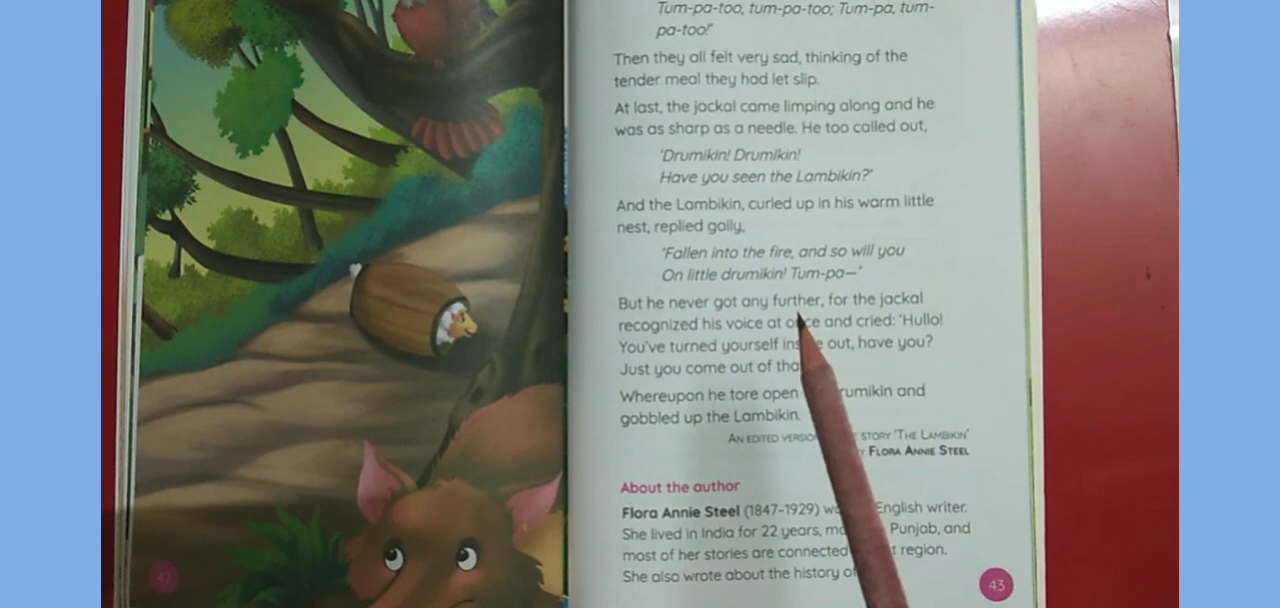 Tum-pa-too, tum-pa-too; Tum-pa, tum-
pa-too!'
Then they all felt very sad, thinking of the
tender meal they had let slip.
At last, the jackal came limping along and he
was as sharp as a needle. He too called out,
'Drumikin! Drumikin!
Have you seen the Lambikin?'
And the Lambikin, curled up in his warm little
nest, replied gaily,
'Fallen into the fire, and so will you
On little drumikin! Tum-pa—'
But he never got any further, for the jackal
recognized his voice at once and cried: 'Hullo!
You've turned yourself out, have you?
Just you come out of
Whereupon he tore open and
gobbled up the Lambikin.
AN EDITED STORY 'THE LAMBIKIN'
FLORA ANNIE STEEL
About the author
Flora Annie Steel (1847–1929) English writer.
She lived in India for 22 years, Punjab, and
most of her stories are connected region.
She also wrote about the history
42
43